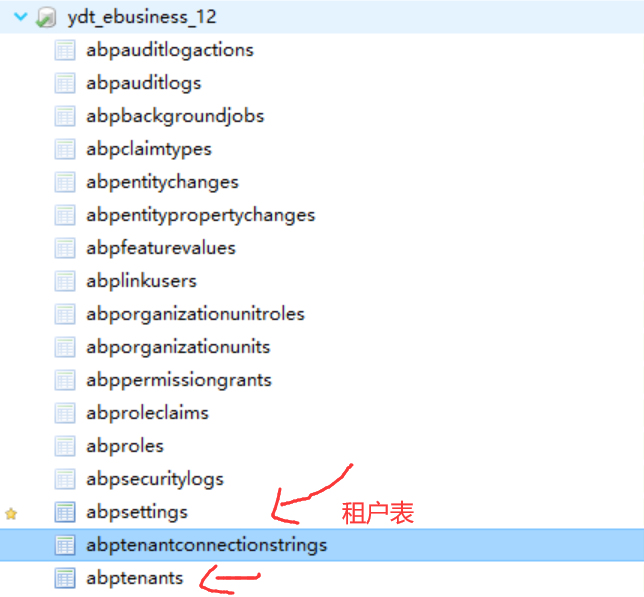 ydt_ebusiness_12
abpauditlogactions
abpauditlogs
abpbackgroundjobs
abpclaimtypes
abpentitychanges
abpentitypropertychanges
abpfeaturevalues
abplinkusers
abporganizationunitroles
abporganizationunits
abppermissiongrants
abproleclaims
abproles
abpsecuritylogs
abpsettings
租户表
abptenantconnectionstrings
abptenants